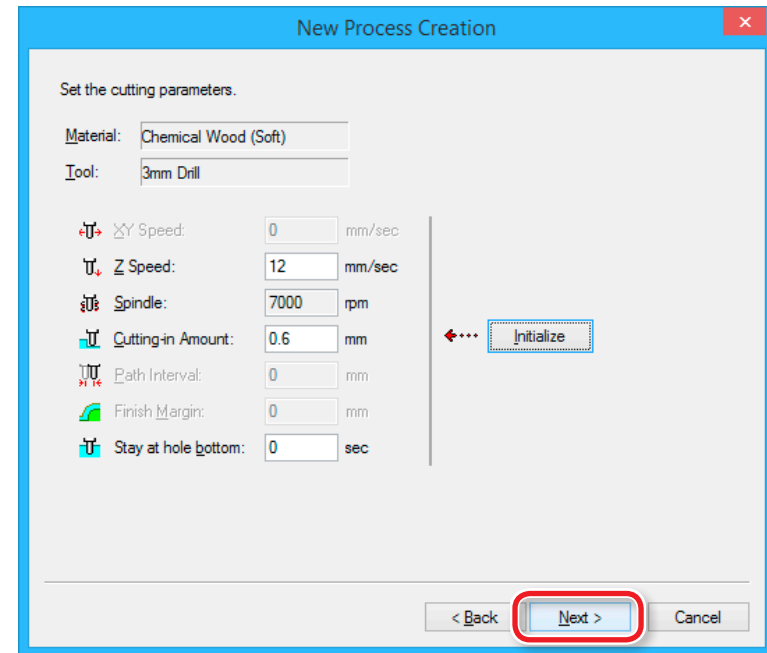 New Process Creation
×
Set the cutting parameters.
Material: Chemical Wood (Soft)
Tool: 3mm Drill
XY Speed: 0 mm/sec
Z Speed: 12 mm/sec
Spindle: 7000 rpm
Cutting-in Amount: 0.6 mm
Initialize
Path Interval: 0 mm
Finish Margin: 0 mm
Stay at hole bottom: 0 sec
< Back Next > Cancel